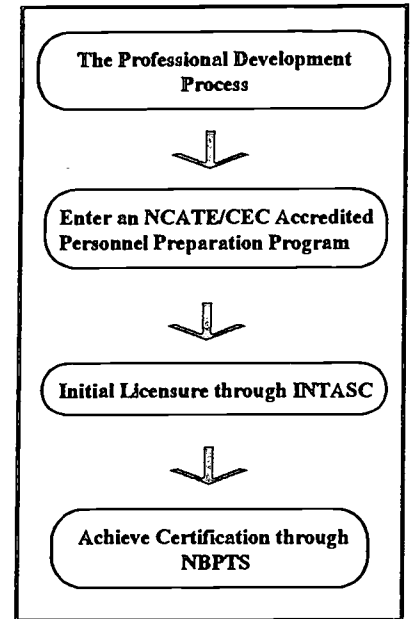 The Professional Development
Process
Enter an NCATE/CEC Accredited
Personnel Preparation Program
Initial Licensure through INTASC
Achieve Certification through
NBPTS